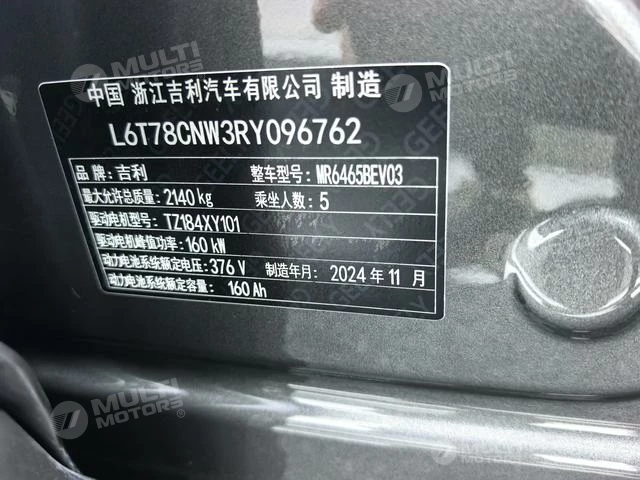 MULTI MOTORS
中国 浙江吉利汽车有限公司 制造
L6T78CNW3RY096762
品牌: 吉利 整车型号: MR6465BEV03
最大允许总质量: 2140 kg 乘坐人数: 5
驱动电机型号: TZ184XY101
驱动电机峰值功率: 160 kW
动力电池系统额定电压: 376 V 制造年月: 2024 年 11 月
动力电池系统额定容量: 160 Ah
MULTI MOTORS
MULTI MOTORS
MULTI MOTORS